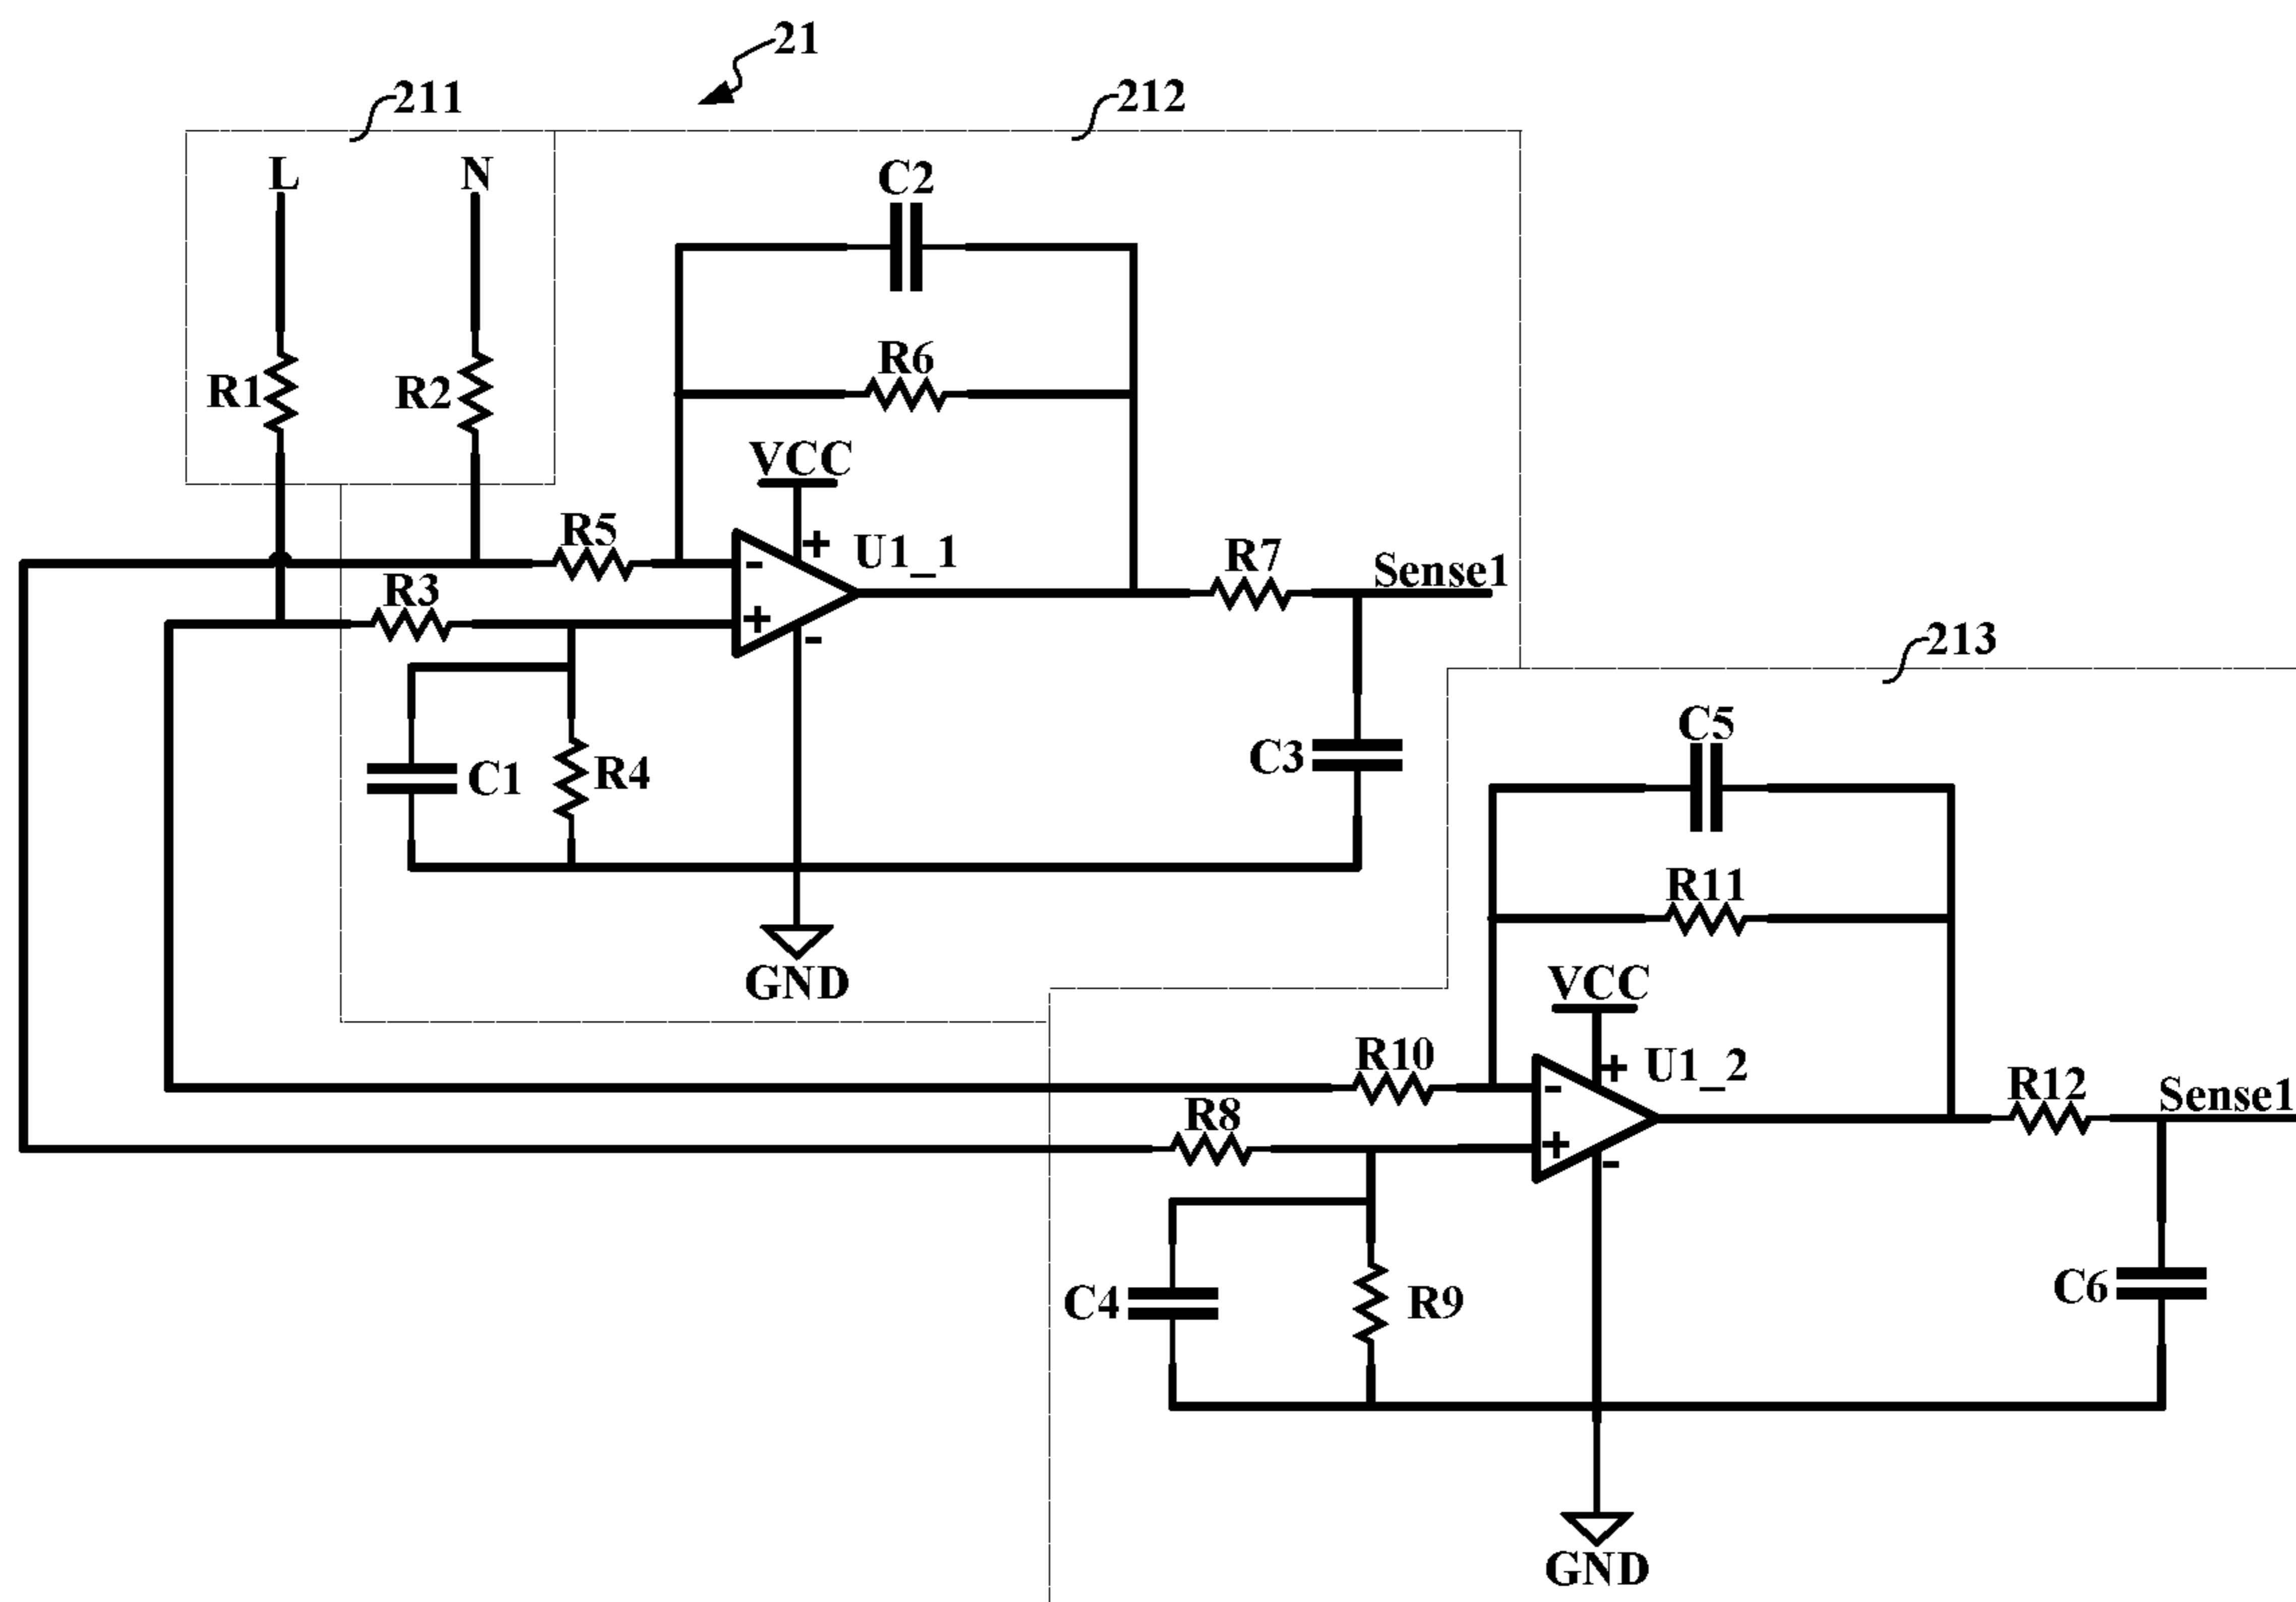 21
211
212
L
N
C2
R1
R2
R6
VCC
+
R5
-
U1_1
R7
Sense1
R3
+
-
213
C1
R4
C3
C5
R11
GND
VCC
+
R10
-
U1_2
R12
Sense1
R8
+
-
C4
R9
C6
GND